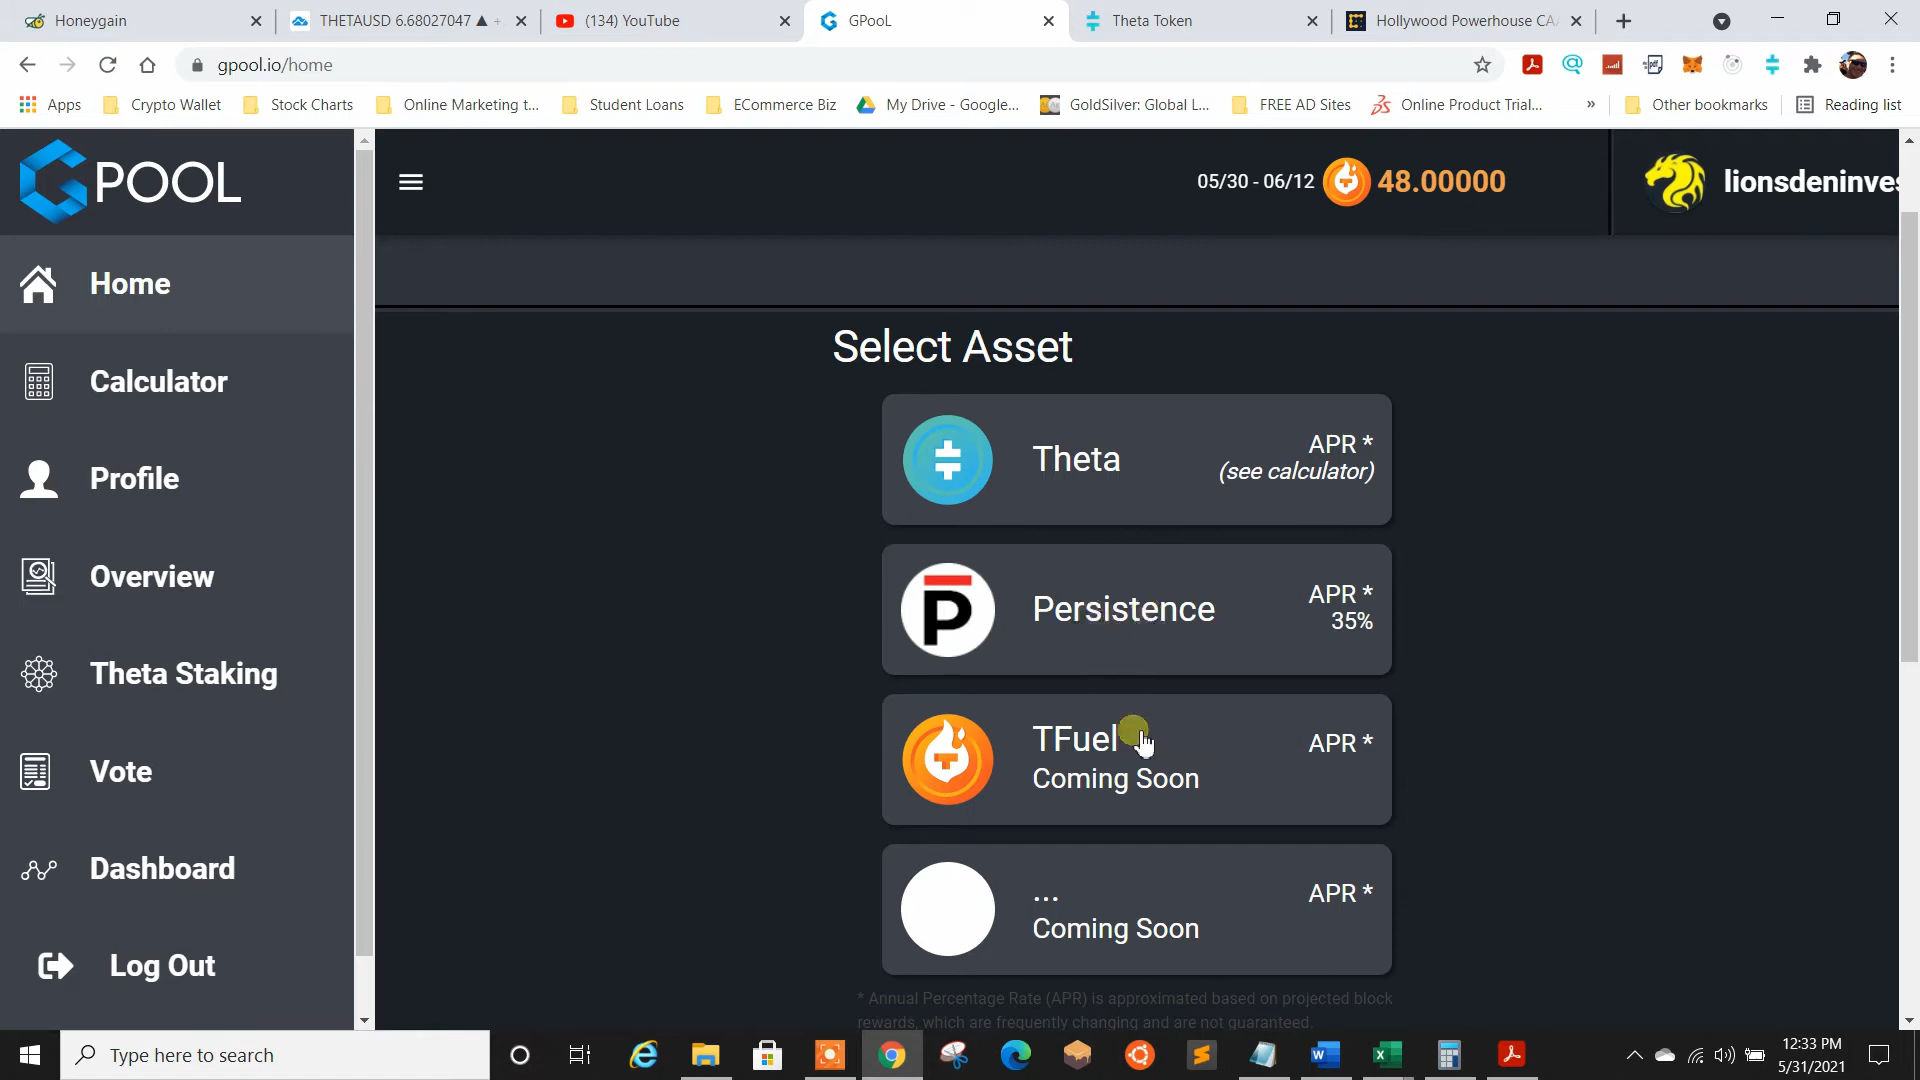 Honeygain
THETAUSD 6.68027047 ▲ +
(134) YouTube
GPooL
Theta Token
Hollywood Powerhouse CA
gpool.io/home
Apps
Crypto Wallet
Stock Charts
Online Marketing t...
Student Loans
ECommerce Biz
My Drive - Google...
GoldSilver: Global L...
FREE AD Sites
Online Product Trial...
»
Other bookmarks
Reading list
GPOOL
05/30 - 06/12
48.00000
lionsdeninves
Home
Calculator
Profile
Overview
Theta Staking
Vote
Dashboard
Log Out
Select Asset
Theta
APR *
(see calculator)
Persistence
APR *
35%
TFuel
Coming Soon
APR *
...
Coming Soon
APR *
* Annual Percentage Rate (APR) is approximated based on projected block
rewards, which are frequently changing and are not guaranteed.
Type here to search
12:33 PM
5/31/2021